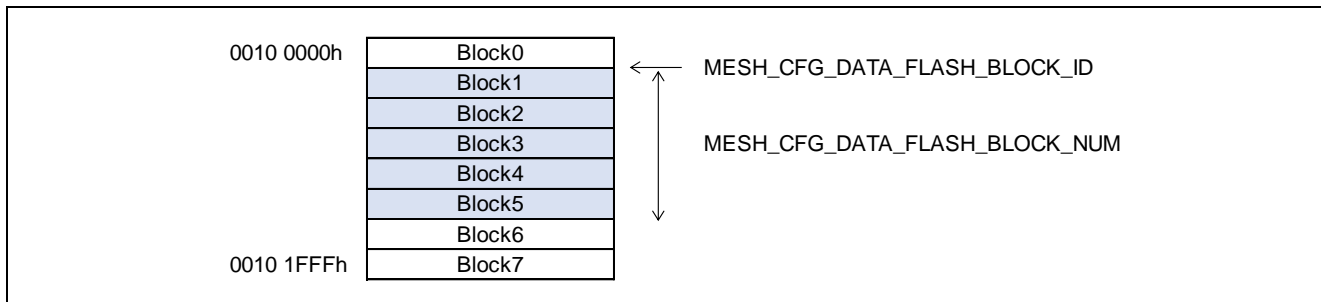 0010 0000h Block0
MESH_CFG_DATA_FLASH_BLOCK_ID
Block1
Block2
Block3 MESH_CFG_DATA_FLASH_BLOCK_NUM
Block4
Block5
Block6
0010 1FFFh Block7